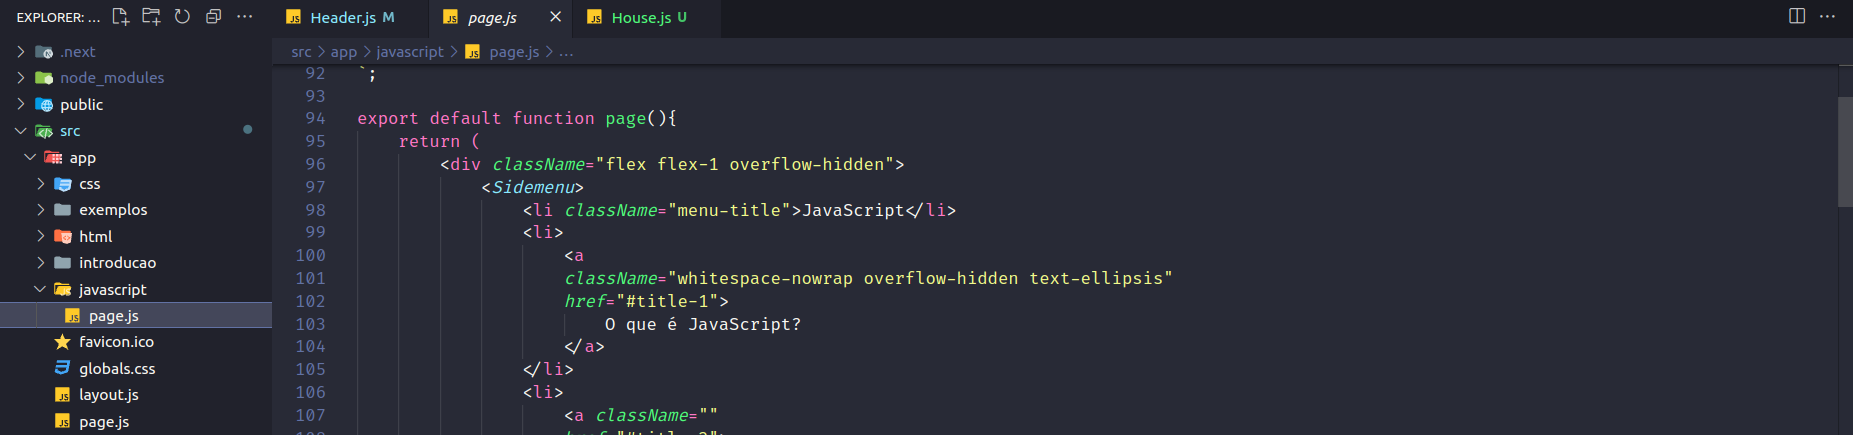 EXPLORER: ...
.next
node_modules
public
src
app
css
exemplos
html
introducao
javascript
page.js
favicon.ico
globals.css
layout.js
page.js
Header.js M
page.js
House.js U
src > app > javascript > page.js > ...
92 `;
93
94 export default function page(){
95 return (
96 <div className="flex flex-1 overflow-hidden">
97 <Sidemenu>
98 <li className="menu-title">JavaScript</li>
99 <li>
100 <a
101 className="whitespace-nowrap overflow-hidden text-ellipsis"
102 href="#title-1">
103 O que é JavaScript?
104 </a>
105 </li>
106 <li>
107 <a className=""
108 href="#title-2">